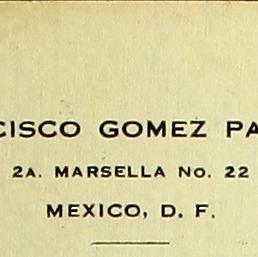 CISCO GOMEZ PA
2A. MARSELLA No. 22
MEXICO, D. F.